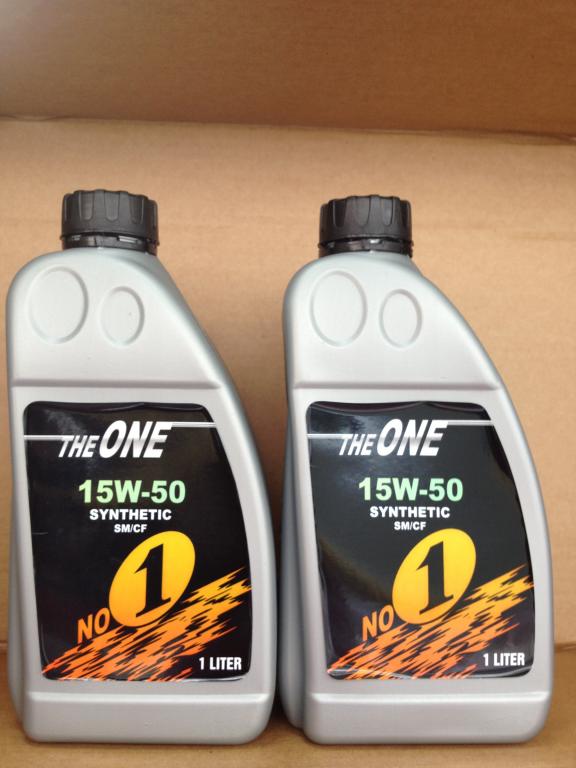 THE ONE
15W-50
SYNTHETIC
SM/CF
NO 1
1 LITER
THE ONE
15W-50
SYNTHETIC
SM/CF
NO 1
1 LITER